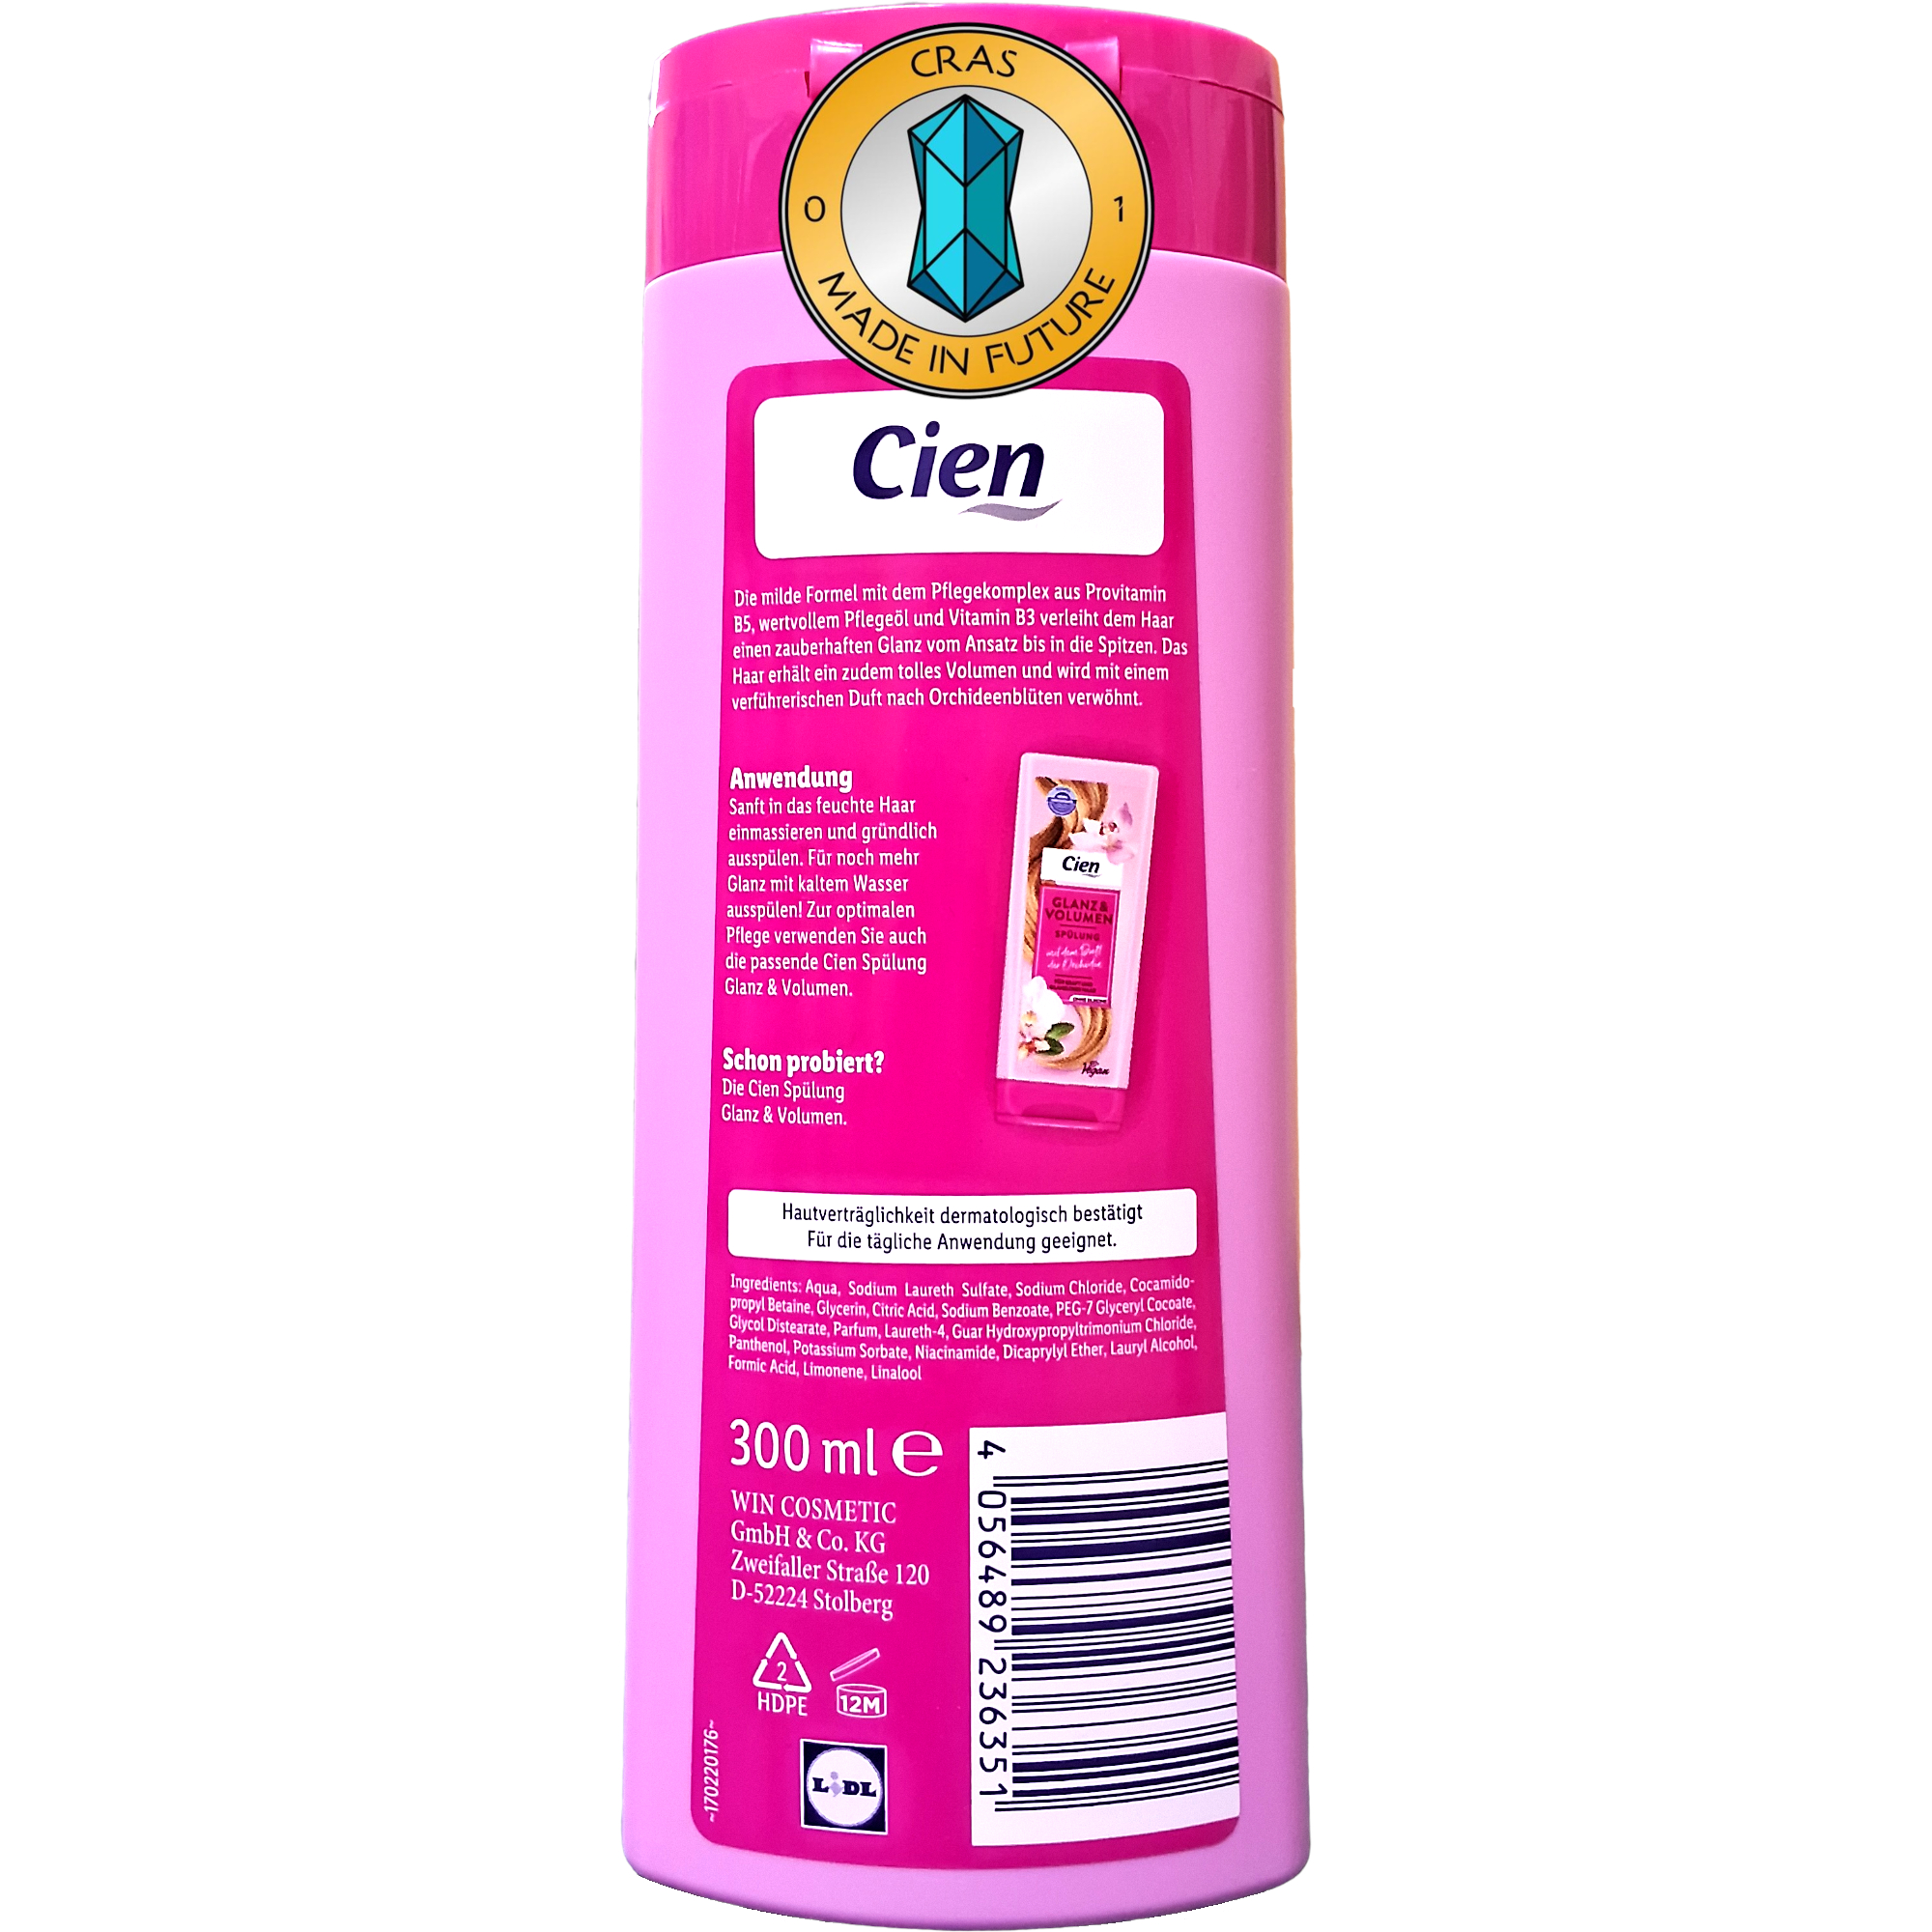 CRAS
0
1
MADE IN FUTURE
Cien
Die milde Formel mit dem Pflegekomplex aus Provitamin
B5, wertvollem Pflegeöl und Vitamin B3 verleiht dem Haar
einen zauberhaften Glanz vom Ansatz bis in die Spitzen. Das
Haar erhält ein zudem tolles Volumen und wird mit einem
verführerischen Duft nach Orchideenblüten verwöhnt.
Anwendung
Sanft in das feuchte Haar
einmassieren und gründlich
ausspülen. Für noch mehr
Glanz mit kaltem Wasser
ausspülen! Zur optimalen
Pflege verwenden Sie auch
die passende Cien Spülung
Glanz & Volumen.
Cien
GLANZ &
VOLUMEN
SPÜLUNG
mit dem Duft
der Orchidee
Vegan
Schon probiert?
Die Cien Spülung
Glanz & Volumen.
Hautverträglichkeit dermatologisch bestätigt
Für die tägliche Anwendung geeignet.
Ingredients: Aqua, Sodium Laureth Sulfate, Sodium Chloride, Cocamido-
propyl Betaine, Glycerin, Citric Acid, Sodium Benzoate, PEG-7 Glyceryl Cocoate,
Glycol Distearate, Parfum, Laureth-4, Guar Hydroxypropyltrimonium Chloride,
Panthenol, Potassium Sorbate, Niacinamide, Dicaprylyl Ether, Lauryl Alcohol,
Formic Acid, Limonene, Linalool
300 ml e
WIN COSMETIC
GmbH & Co. KG
Zweifaller Straße 120
D-52224 Stolberg
2
HDPE
12M
~170220176~
LIDL
4 056489 236351